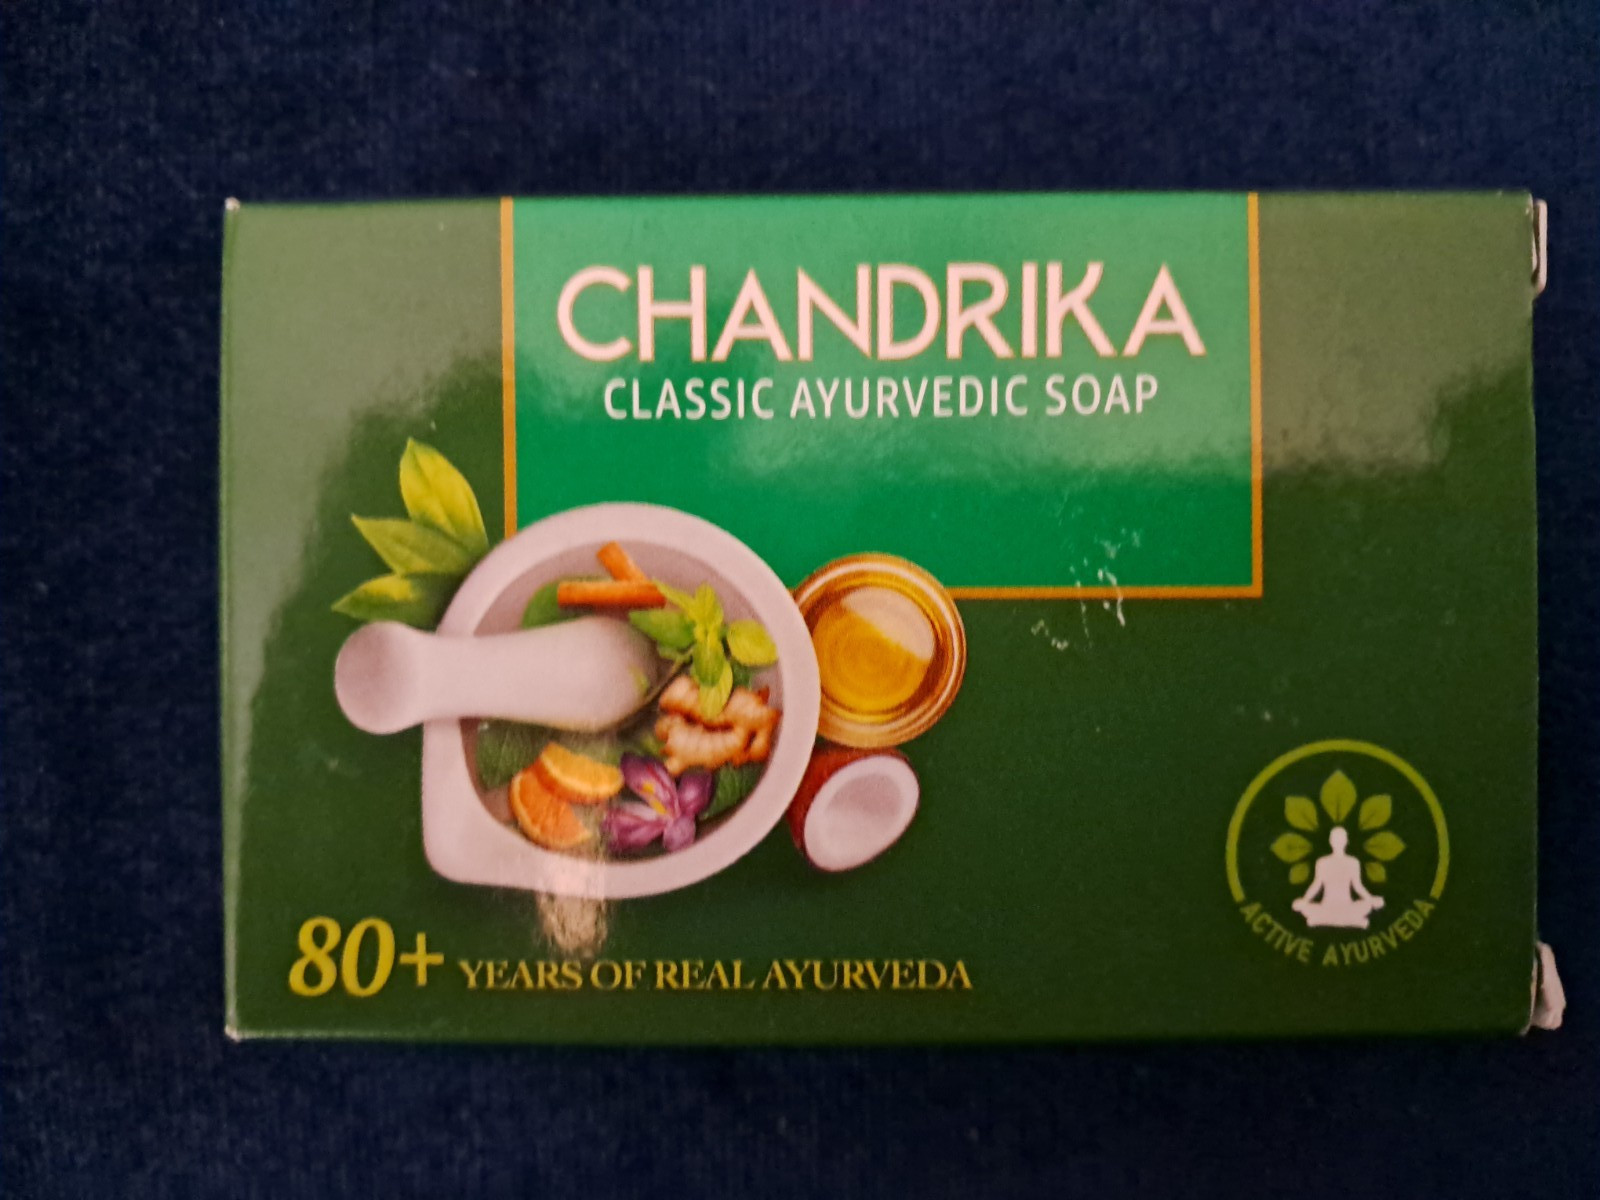 CHANDRIKA
CLASSIC AYURVEDIC SOAP
80+ YEARS OF REAL AYURVEDA
ACTIVE AYURVEDA